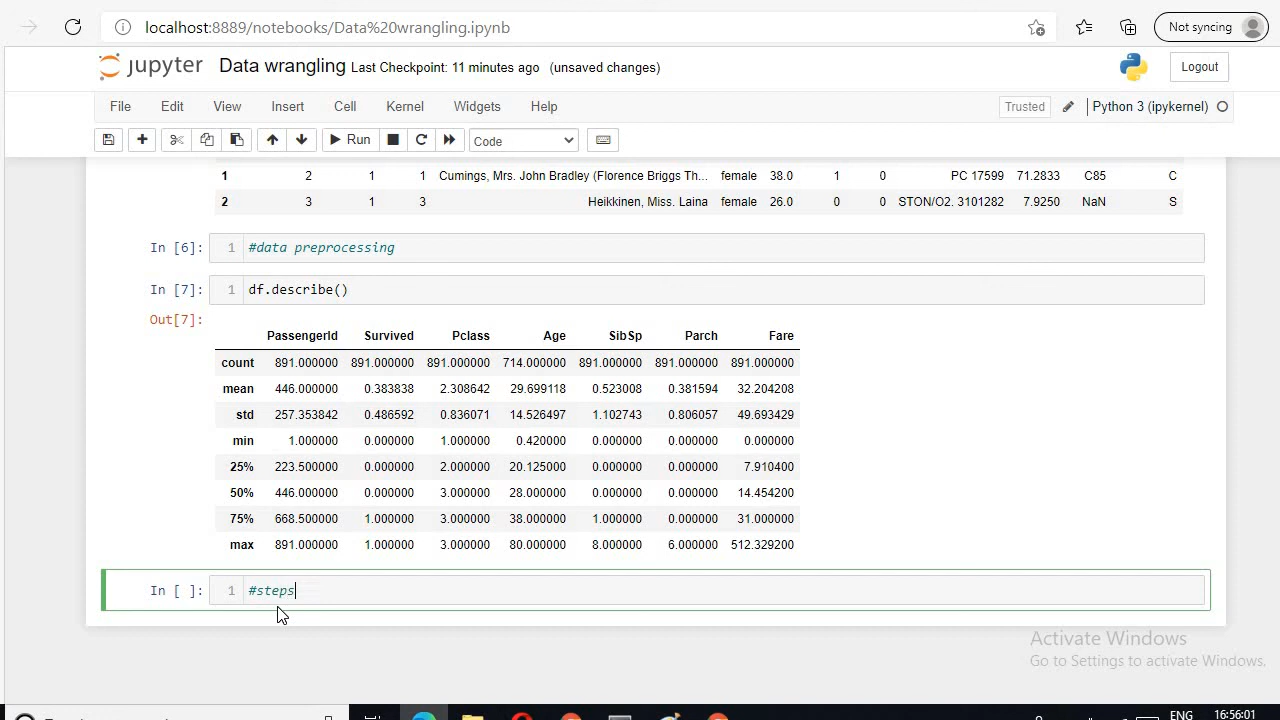 localhost:8889/notebooks/Data%20wrangling.ipynb
Not syncing
jupyter Data wrangling Last Checkpoint: 11 minutes ago (unsaved changes)
Logout
File Edit View Insert Cell Kernel Widgets Help Trusted Python 3 (ipykernel)
Run Code
1 2 1 1 Cumings, Mrs. John Bradley (Florence Briggs Th... female 38.0 1 0 PC 17599 71.2833 C85 C
2 3 1 3 Heikkinen, Miss. Laina female 26.0 0 0 STON/O2. 3101282 7.9250 NaN S
In [6]: 1 #data preprocessing
In [7]: 1 df.describe()
Out[7]:
PassengerId Survived Pclass Age SibSp Parch Fare
count 891.000000 891.000000 891.000000 714.000000 891.000000 891.000000 891.000000
mean 446.000000 0.383838 2.308642 29.699118 0.523008 0.381594 32.204208
std 257.353842 0.486592 0.836071 14.526497 1.102743 0.806057 49.693429
min 1.000000 0.000000 1.000000 0.420000 0.000000 0.000000 0.000000
25% 223.500000 0.000000 2.000000 20.125000 0.000000 0.000000 7.910400
50% 446.000000 0.000000 3.000000 28.000000 0.000000 0.000000 14.454200
75% 668.500000 1.000000 3.000000 38.000000 1.000000 0.000000 31.000000
max 891.000000 1.000000 3.000000 80.000000 8.000000 6.000000 512.329200
In [ ]: 1 #steps
Activate Windows
Go to Settings to activate Windows.
ENG 16:56:01